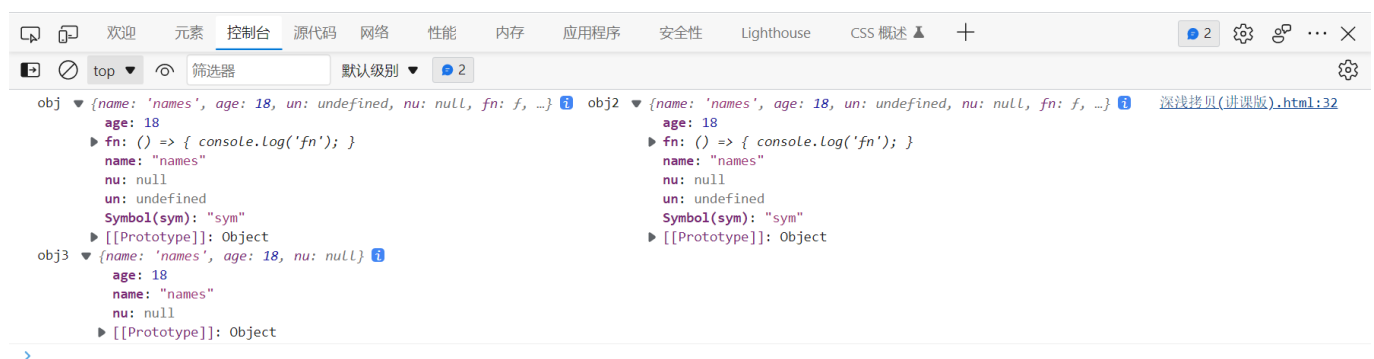 欢迎 元素 控制台 源代码 网络 性能 内存 应用程序 安全性 Lighthouse CSS 概述 2
top 筛选器 默认级别 2
obj {name: 'names', age: 18, un: undefined, nu: null, fn: ƒ, …} obj2 {name: 'names', age: 18, un: undefined, nu: null, fn: ƒ, …} 深浅拷贝(讲课版).html:32
age: 18 age: 18
fn: () => { console.log('fn'); } fn: () => { console.log('fn'); }
name: "names" name: "names"
nu: null nu: null
un: undefined un: undefined
Symbol(sym): "sym" Symbol(sym): "sym"
[[Prototype]]: Object [[Prototype]]: Object
obj3 {name: 'names', age: 18, nu: null}
age: 18
name: "names"
nu: null
[[Prototype]]: Object